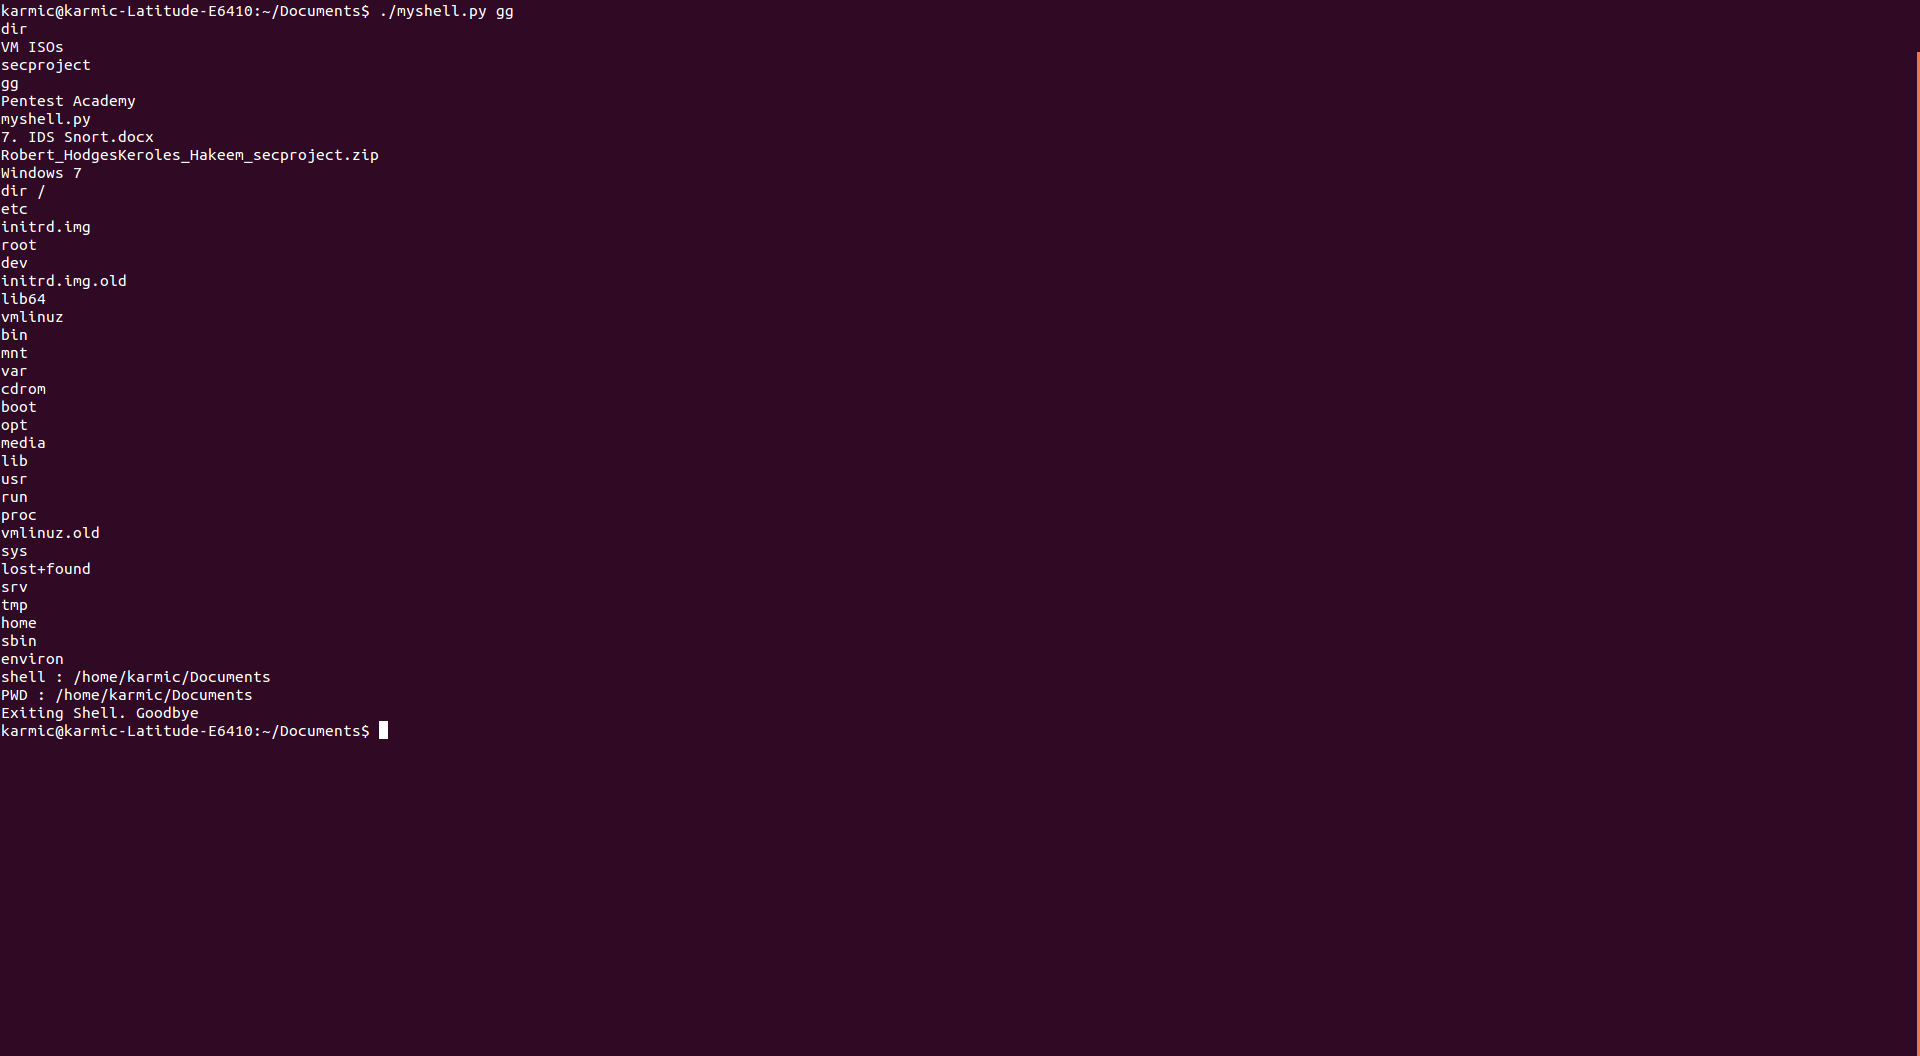 karmic@karmic-Latitude-E6410:~/Documents$ ./myshell.py gg
dir
VM ISOs
secproject
gg
Pentest Academy
myshell.py
7. IDS Snort.docx
Robert_HodgesKeroles_Hakeem_secproject.zip
Windows 7
dir /
etc
initrd.img
root
dev
initrd.img.old
lib64
vmlinuz
bin
mnt
var
cdrom
boot
opt
media
lib
usr
run
proc
vmlinuz.old
sys
lost+found
srv
tmp
home
sbin
environ
shell : /home/karmic/Documents
PWD : /home/karmic/Documents
Exiting Shell. Goodbye
karmic@karmic-Latitude-E6410:~/Documents$